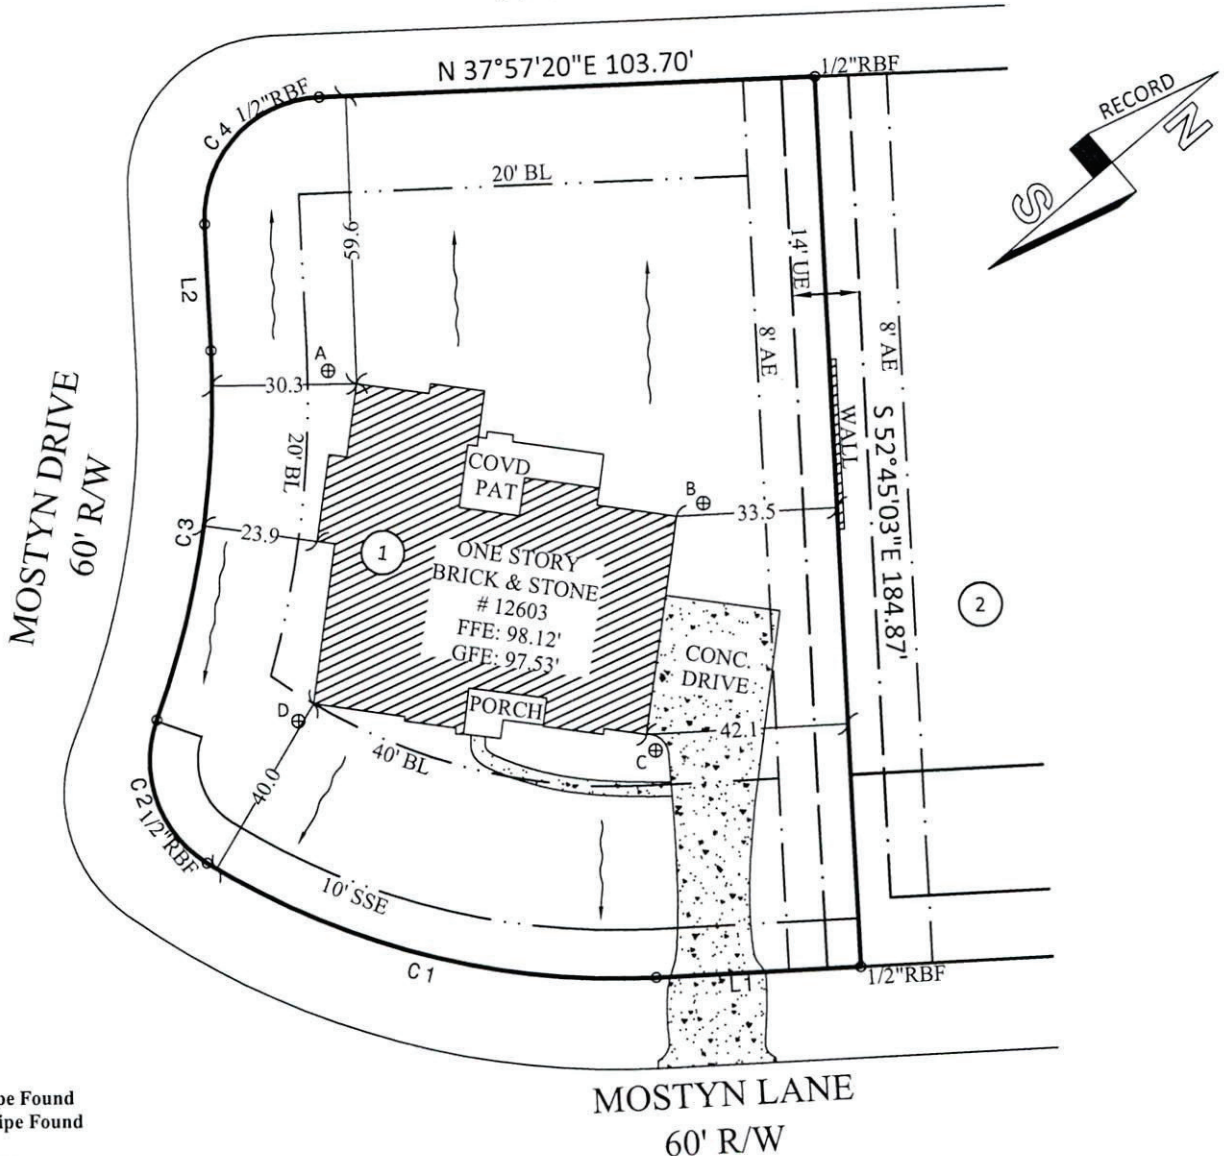 N 37°57'20"E 103.70'
1/2"RBF
C 4 1/2"RBF
RECORD
N
S
20' BL
59.6
14' UE
L2
8' AE
8' AE
A
30.3
MOSTYN DRIVE
60' R/W
20' BL
WALL
S 52°45'03"E 184.87'
COVD
PAT
B
33.5
C3
23.9
1
ONE STORY
BRICK & STONE
# 12603
FFE: 98.12'
GFE: 97.53'
2
CONC.
DRIVE
PORCH
D
42.1
C
40' BL
40.0
C 2 1/2"RBF
10' SSE
C 1
L1
1/2"RBF
pe Found
ipe Found
MOSTYN LANE
60' R/W